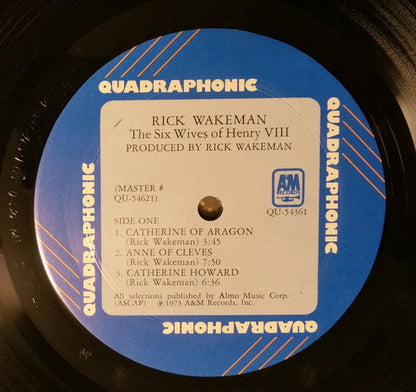 QUADRAPHONIC
RICK WAKEMAN
The Six Wives of Henry VIII
PRODUCED BY RICK WAKEMAN
(MASTER #
QU-54621)
A&M
RECORDS
QU-54361
SIDE ONE
1. CATHERINE OF ARAGON
(Rick Wakeman) 3:45
2. ANNE OF CLEVES
(Rick Wakeman) 7:50
3. CATHERINE HOWARD
(Rick Wakeman) 6:36
All selections published by Almo Music Corp.
(ASCAP) ℗ 1973 A&M Records, Inc.
QUADRAPHONIC
QUADRAPHONIC
QUADRAPHONIC